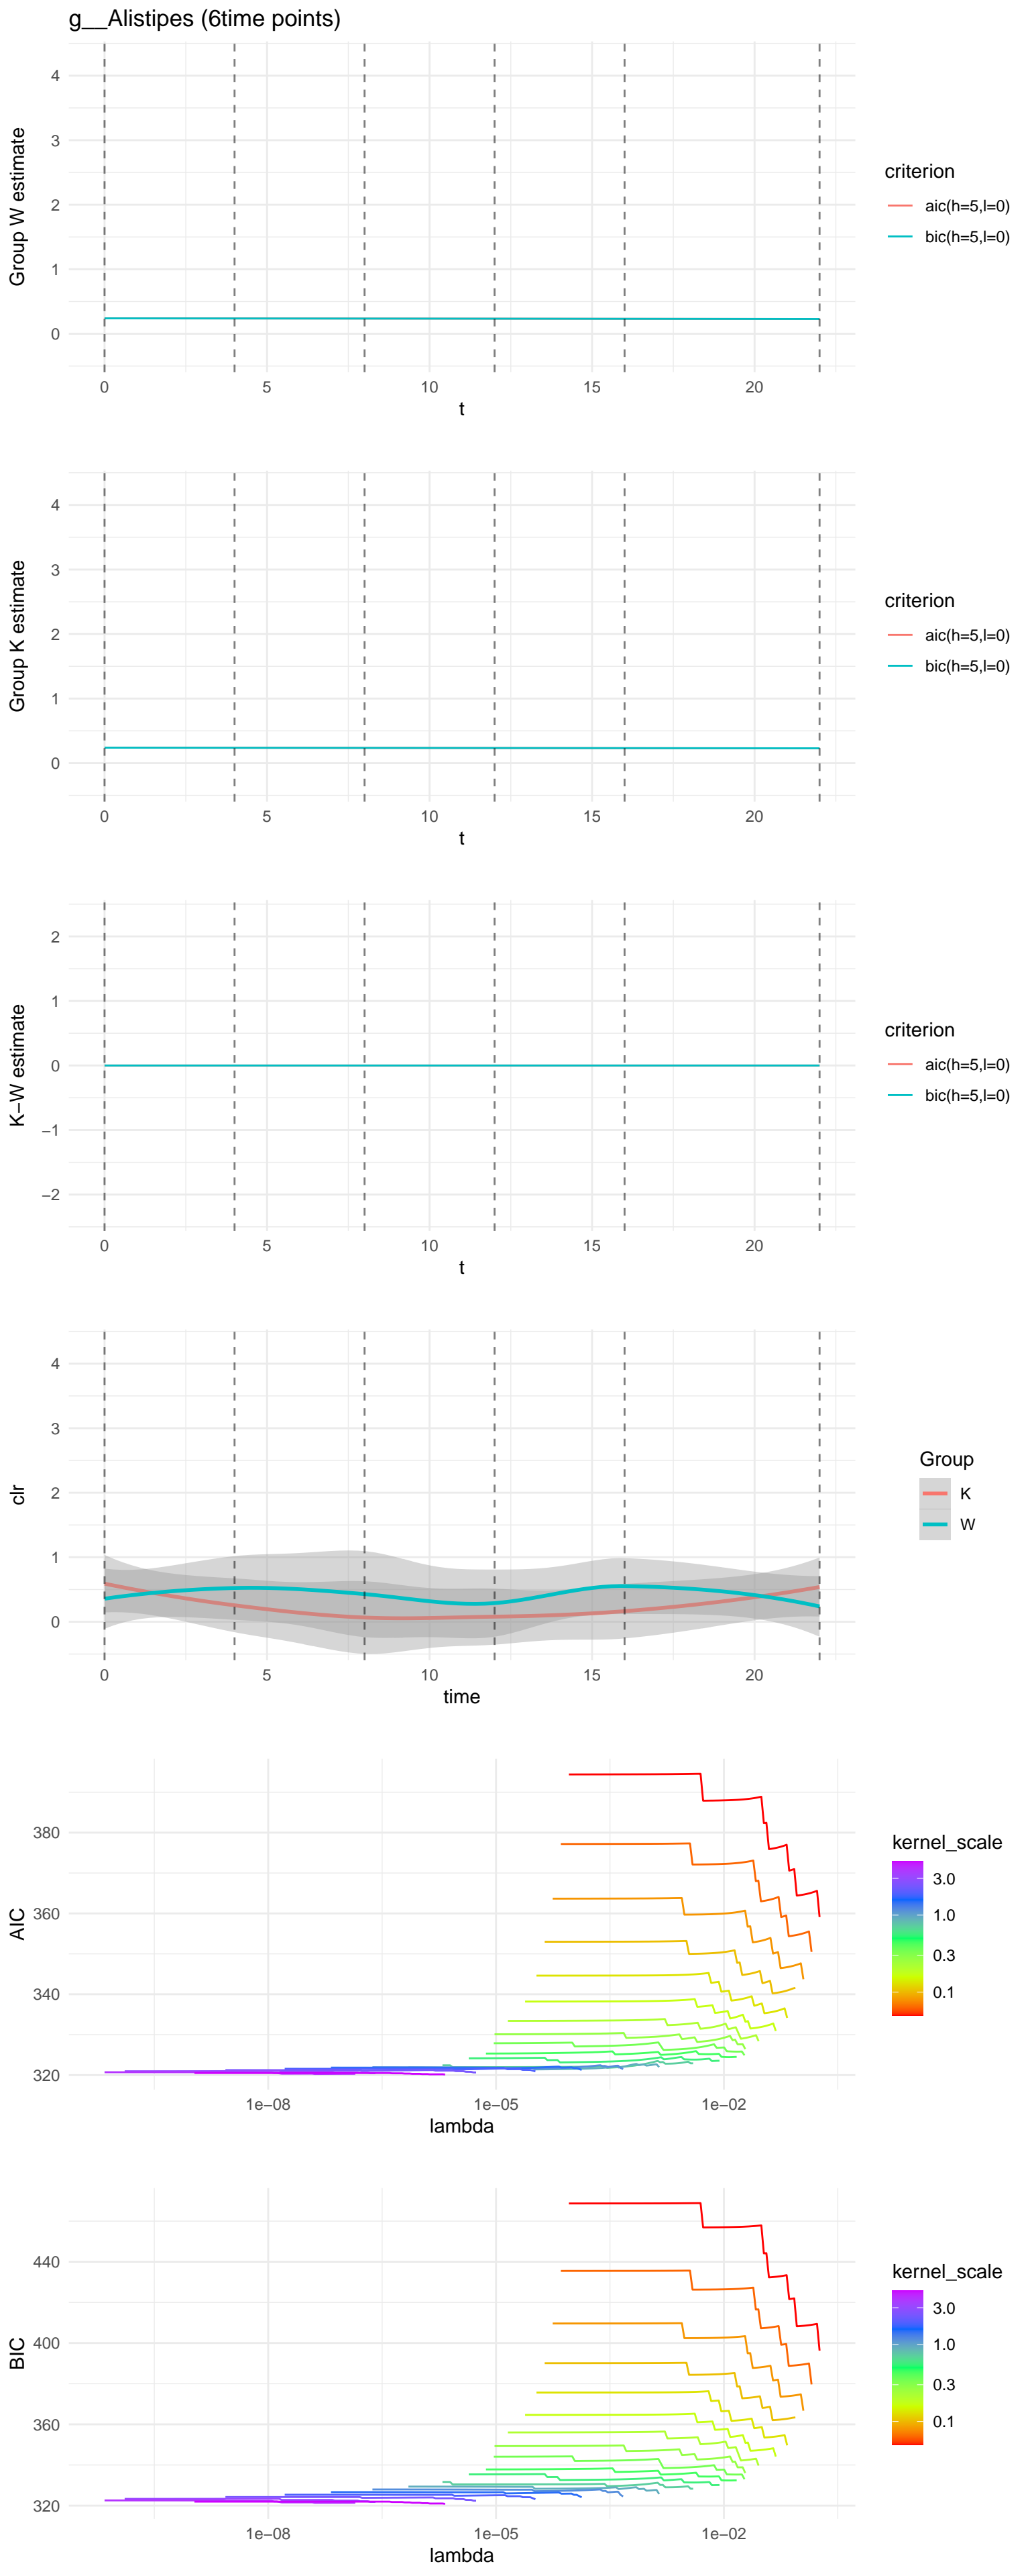 g__Alistipes (6time points)
Group W estimate
4
3
2
1
0
0
5
10
15
20
t
criterion
aic(h=5,l=0)
bic(h=5,l=0)
Group K estimate
4
3
2
1
0
0
5
10
15
20
t
criterion
aic(h=5,l=0)
bic(h=5,l=0)
K−W estimate
2
1
0
−1
−2
0
5
10
15
20
t
criterion
aic(h=5,l=0)
bic(h=5,l=0)
clr
4
3
2
1
0
0
5
10
15
20
time
Group
K
W
AIC
380
360
340
320
1e−08
1e−05
1e−02
lambda
kernel_scale
3.0
1.0
0.3
0.1
BIC
440
400
360
320
1e−08
1e−05
1e−02
lambda
kernel_scale
3.0
1.0
0.3
0.1